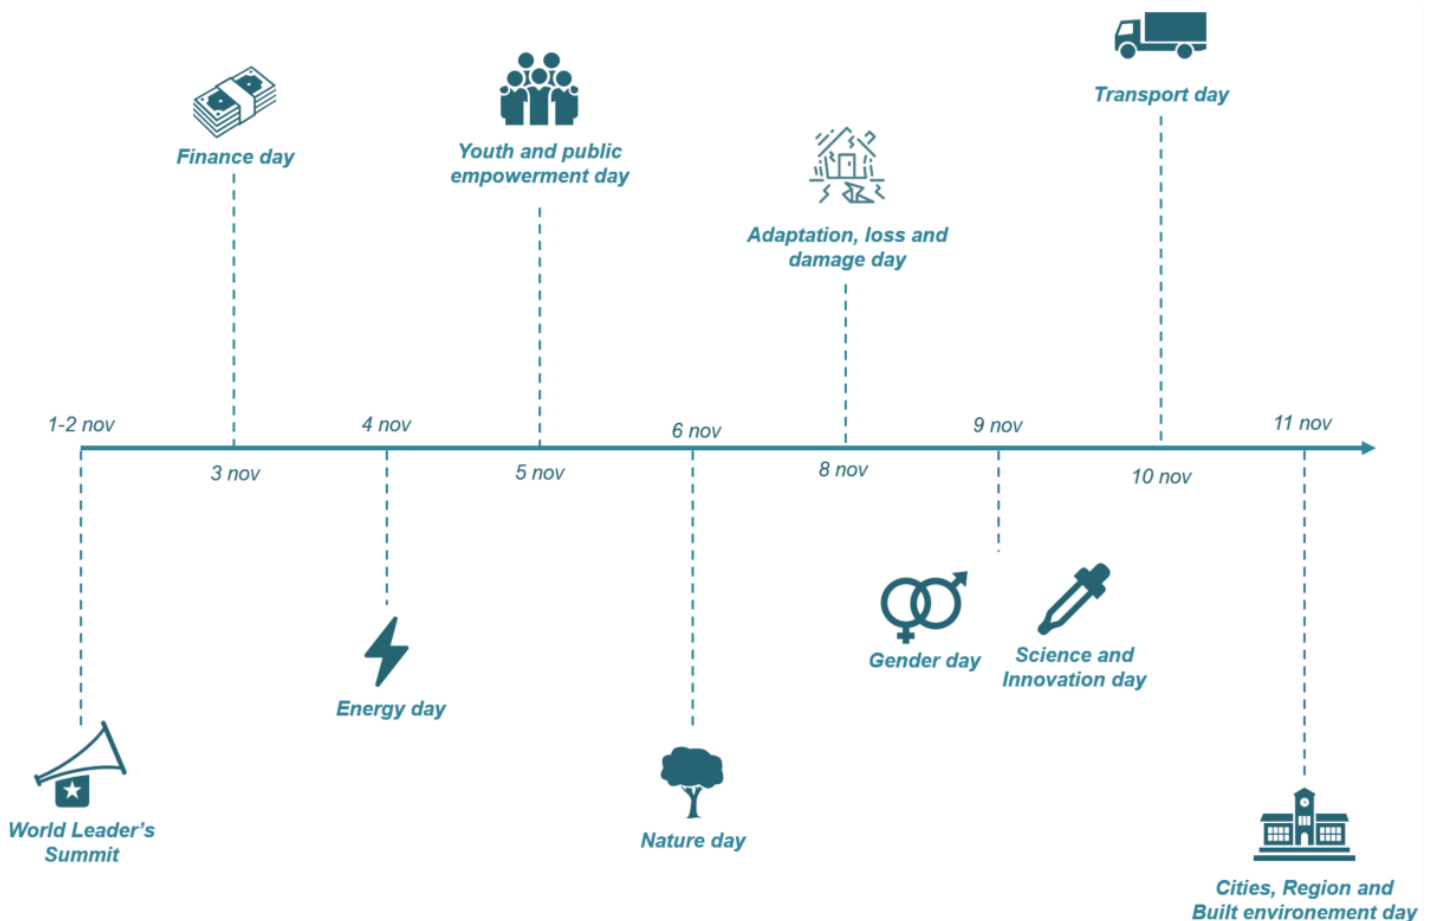 Transport day
Finance day
Youth and public
empowerment day
Adaptation, loss and
damage day
1-2 nov
4 nov
6 nov
9 nov
11 nov
3 nov
5 nov
8 nov
10 nov
Gender day
Science and
Innovation day
Energy day
World Leader’s
Summit
Nature day
Cities, Region and
Built environement day